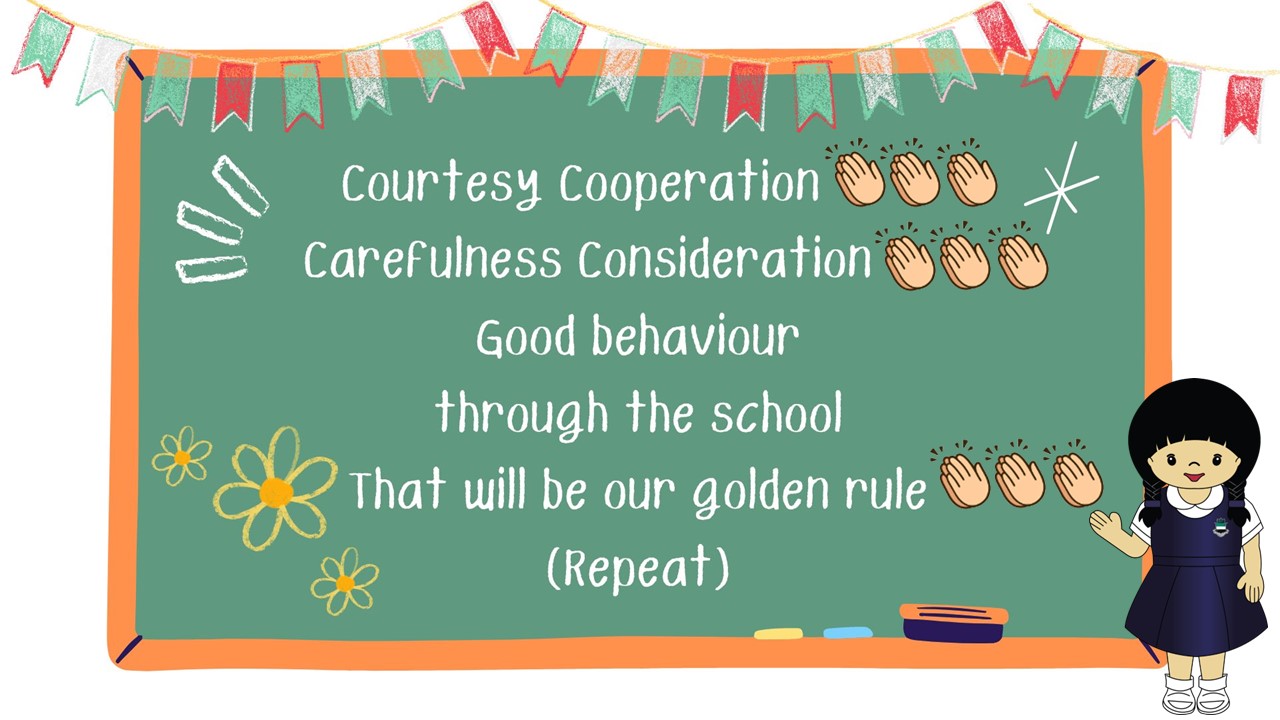 Courtesy Cooperation 👏👏👏
Carefulness Consideration 👏👏👏
Good behaviour
through the school
That will be our golden rule 👏👏👏
(Repeat)